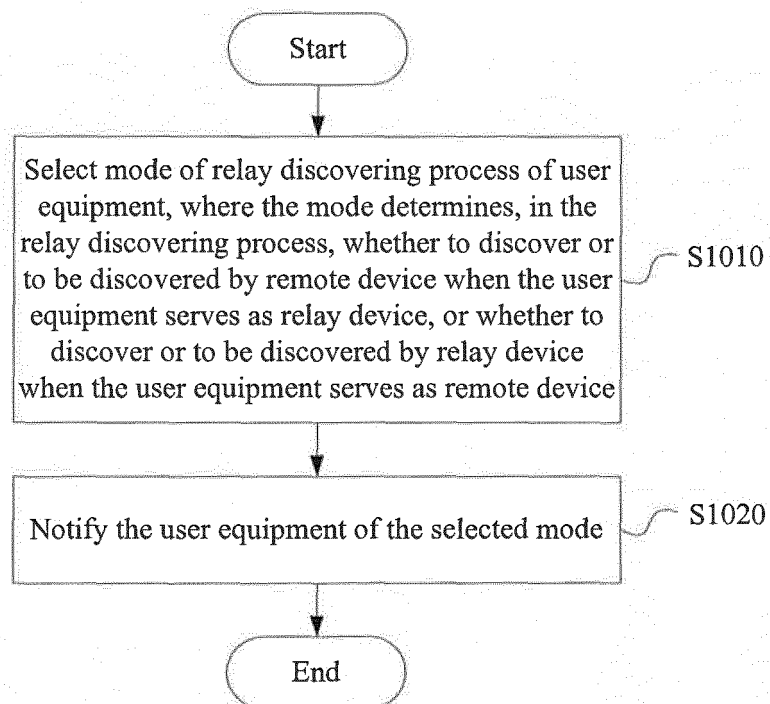 Start
Select mode of relay discovering process of user
equipment, where the mode determines, in the
relay discovering process, whether to discover or
to be discovered by remote device when the user
equipment serves as relay device, or whether to
discover or to be discovered by relay device
when the user equipment serves as remote device
S1010
Notify the user equipment of the selected mode
S1020
End